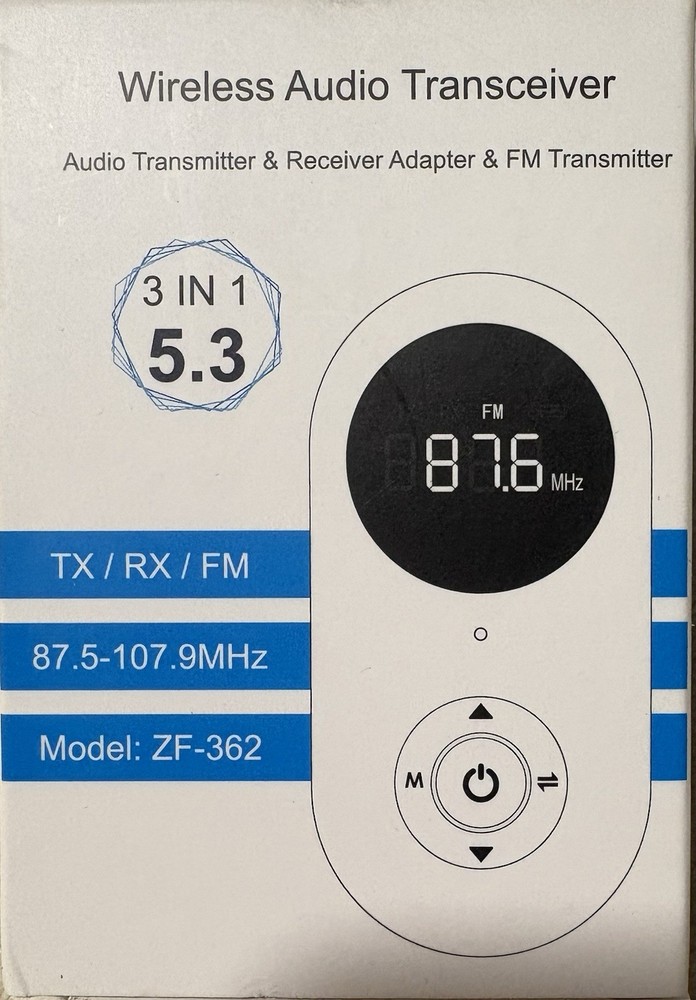 Wireless Audio Transceiver
Audio Transmitter & Receiver Adapter & FM Transmitter
3 IN 1
5.3
FM
87.6 MHz
TX / RX / FM
87.5-107.9MHz
Model: ZF-362
M